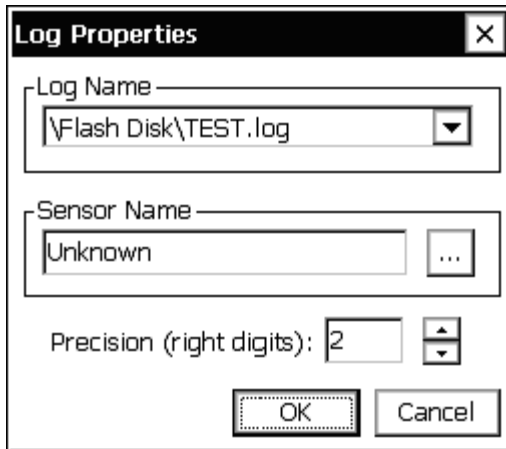 Log Properties
Log Name
\Flash Disk\TEST.log
Sensor Name
Unknown
...
Precision (right digits): 2
OK Cancel